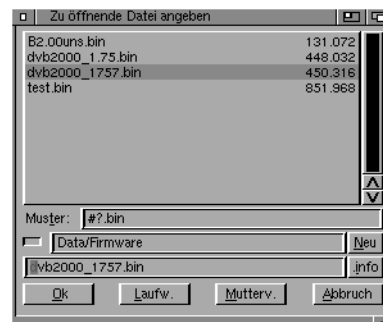 Zu öffnende Datei angeben
B2.00uns.bin 131.072
dvb2000_1.75.bin 448.032
dvb2000_1757.bin 450.316
test.bin 851.968
Muster: #?.bin
Data/Firmware Neu
dvb2000_1757.bin .info
Ok Laufw. Mutterv. Abbruch